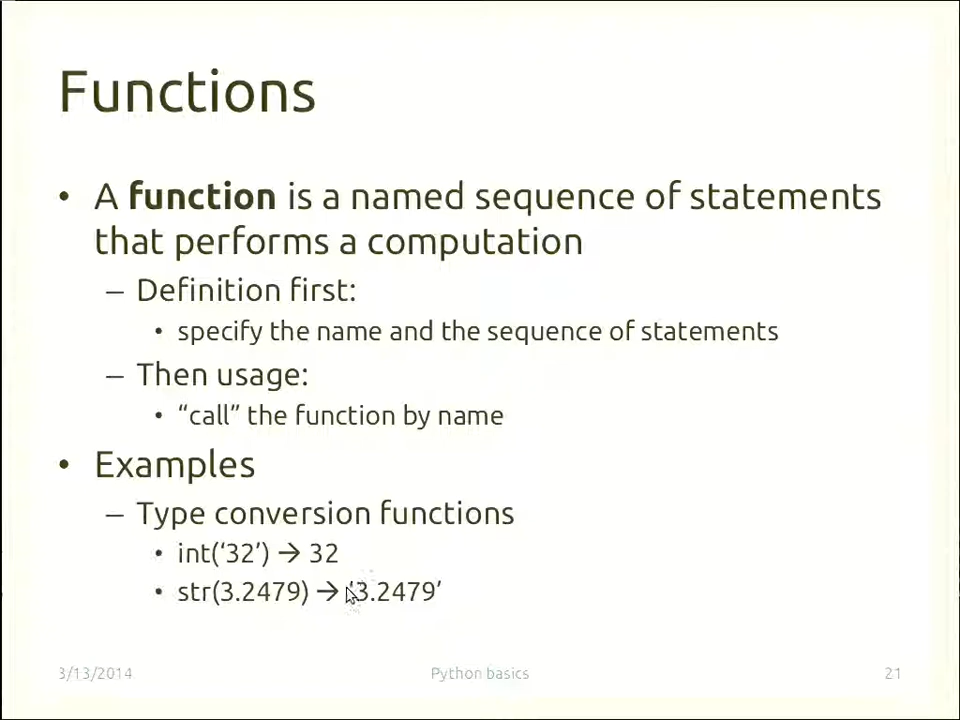 Functions
• A function is a named sequence of statements
that performs a computation
– Definition first:
• specify the name and the sequence of statements
– Then usage:
• “call” the function by name
• Examples
– Type conversion functions
• int(‘32’) → 32
• str(3.2479) → ‘3.2479’
3/13/2014
Python basics
21